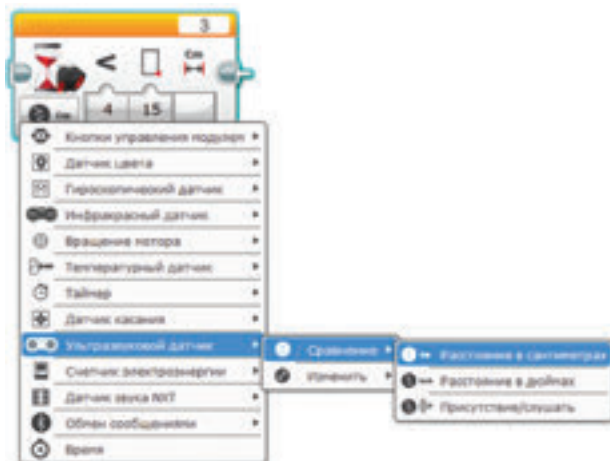 3
<
cm
4 15
Кнопки управления модулем
Датчик цвета
Гироскопический датчик
Инфракрасный датчик
Вращение мотора
Температурный датчик
Таймер
Датчик касания
Ультразвуковой датчик
Сравнение
Расстояние в сантиметрах
Счетчик электроэнергии
Изменить
Расстояние в дюймах
Датчик звука NXT
Присутствие/слушать
Обмен сообщениями
Время